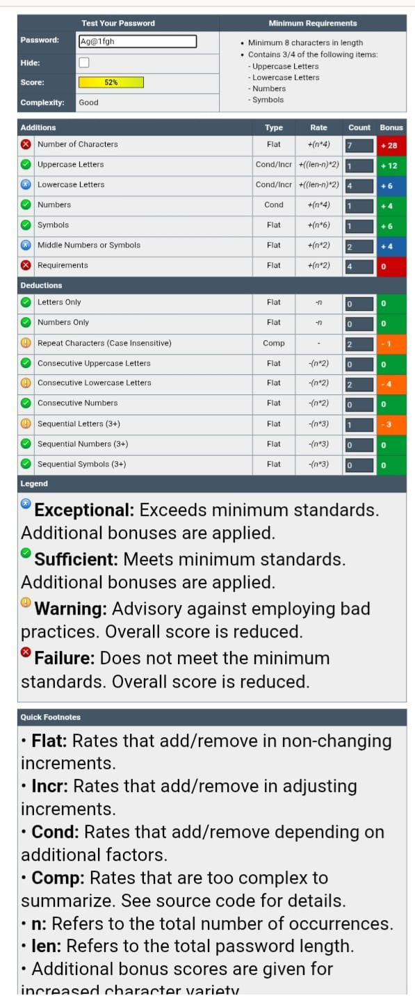 Test Your Password Minimum Requirements
Password: Ag@1fgh
Hide:
Score: 52%
Complexity: Good
• Minimum 8 characters in length
• Contains 3/4 of the following items:
- Uppercase Letters
- Lowercase Letters
- Numbers
- Symbols
Additions Type Rate Count Bonus
Number of Characters Flat +(n*4) 7 + 28
Uppercase Letters Cond/Incr +((len-n)*2) 1 + 12
Lowercase Letters Cond/Incr +((len-n)*2) 4 + 6
Numbers Cond +(n*4) 1 + 4
Symbols Flat +(n*6) 1 + 6
Middle Numbers or Symbols Flat +(n*2) 2 + 4
Requirements Flat +(n*2) 4 0
Deductions
Letters Only Flat -n 0 0
Numbers Only Flat -n 0 0
Repeat Characters (Case Insensitive) Comp - 2 - 1
Consecutive Uppercase Letters Flat -(n*2) 0 0
Consecutive Lowercase Letters Flat -(n*2) 2 - 4
Consecutive Numbers Flat -(n*2) 0 0
Sequential Letters (3+) Flat -(n*3) 1 - 3
Sequential Numbers (3+) Flat -(n*3) 0 0
Sequential Symbols (3+) Flat -(n*3) 0 0
Legend
Exceptional: Exceeds minimum standards.
Additional bonuses are applied.
Sufficient: Meets minimum standards.
Additional bonuses are applied.
Warning: Advisory against employing bad
practices. Overall score is reduced.
Failure: Does not meet the minimum
standards. Overall score is reduced.
Quick Footnotes
• Flat: Rates that add/remove in non-changing
increments.
• Incr: Rates that add/remove in adjusting
increments.
• Cond: Rates that add/remove depending on
additional factors.
• Comp: Rates that are too complex to
summarize. See source code for details.
• n: Refers to the total number of occurrences.
• len: Refers to the total password length.
• Additional bonus scores are given for
increased character variety